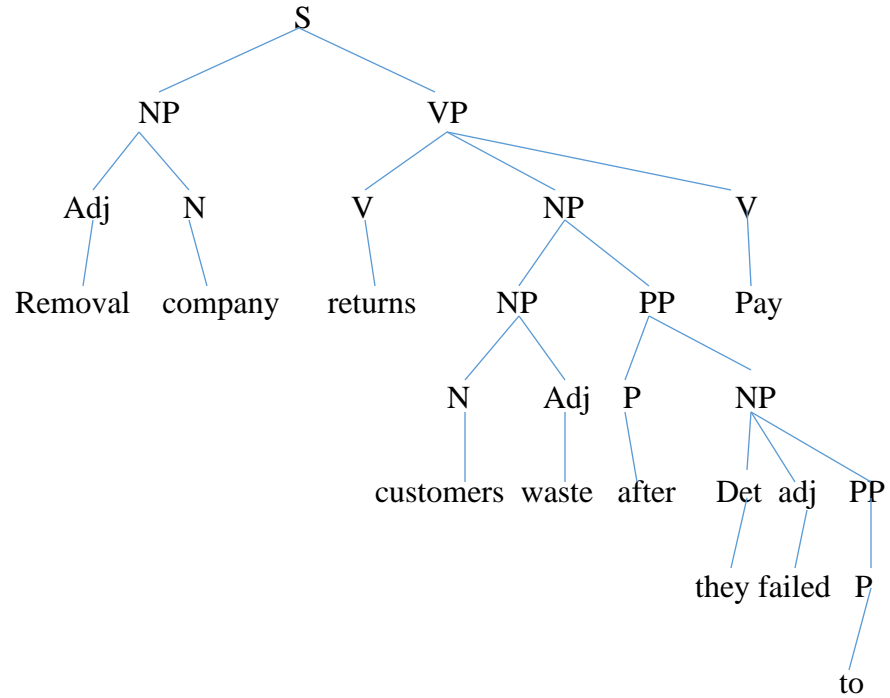 S
NP VP
Adj N V NP V
Removal company returns NP PP Pay
N Adj P NP
customers waste after Det adj PP
they failed P
to